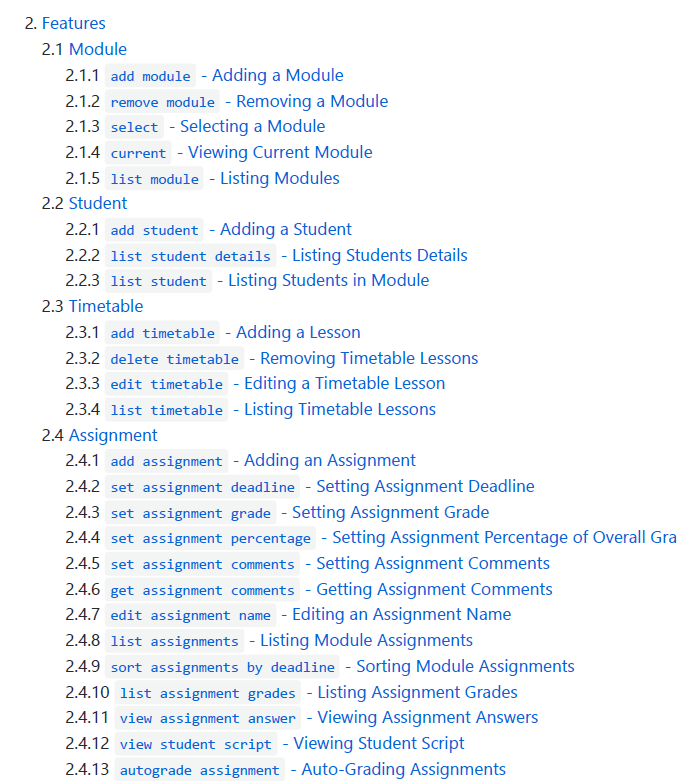 2. Features
2.1 Module
2.1.1 add module - Adding a Module
2.1.2 remove module - Removing a Module
2.1.3 select - Selecting a Module
2.1.4 current - Viewing Current Module
2.1.5 list module - Listing Modules
2.2 Student
2.2.1 add student - Adding a Student
2.2.2 list student details - Listing Students Details
2.2.3 list student - Listing Students in Module
2.3 Timetable
2.3.1 add timetable - Adding a Lesson
2.3.2 delete timetable - Removing Timetable Lessons
2.3.3 edit timetable - Editing a Timetable Lesson
2.3.4 list timetable - Listing Timetable Lessons
2.4 Assignment
2.4.1 add assignment - Adding an Assignment
2.4.2 set assignment deadline - Setting Assignment Deadline
2.4.3 set assignment grade - Setting Assignment Grade
2.4.4 set assignment percentage - Setting Assignment Percentage of Overall Gra
2.4.5 set assignment comments - Setting Assignment Comments
2.4.6 get assignment comments - Getting Assignment Comments
2.4.7 edit assignment name - Editing an Assignment Name
2.4.8 list assignments - Listing Module Assignments
2.4.9 sort assignments by deadline - Sorting Module Assignments
2.4.10 list assignment grades - Listing Assignment Grades
2.4.11 view assignment answer - Viewing Assignment Answers
2.4.12 view student script - Viewing Student Script
2.4.13 autograde assignment - Auto-Grading Assignments